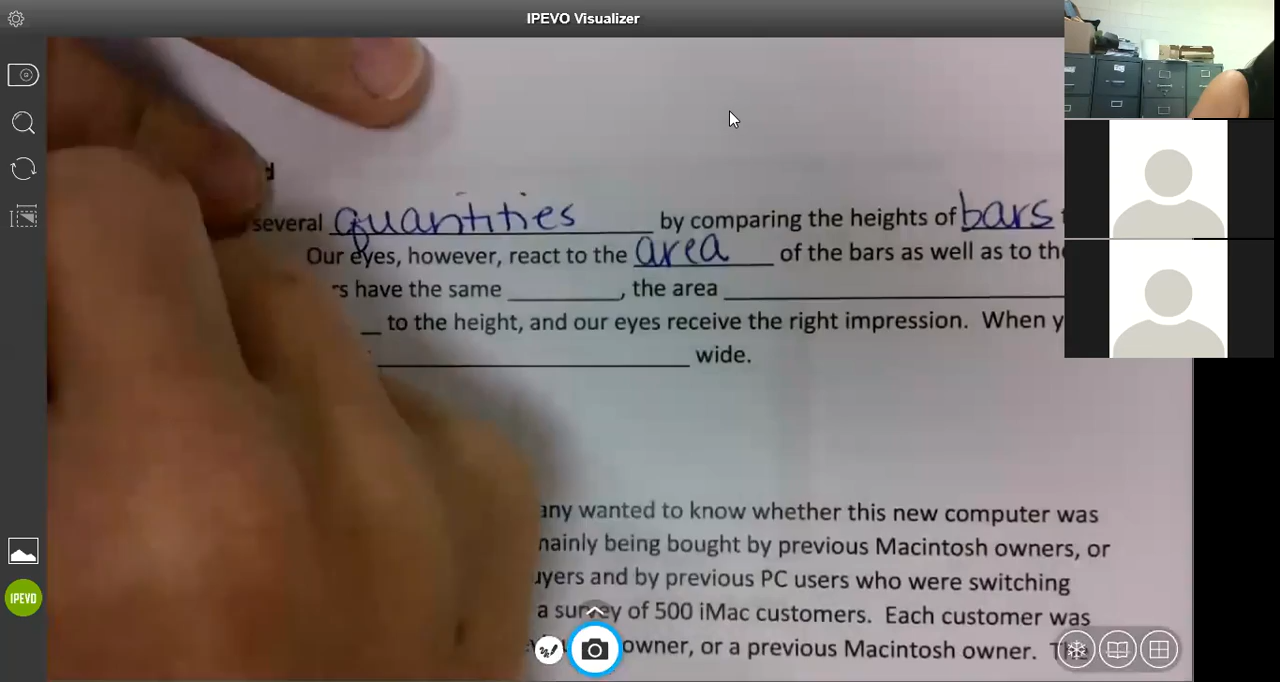 IPEVO Visualizer
several quantities by comparing the heights of bars
Our eyes, however, react to the area of the bars as well as to the
have the same ________, the area ________
__ to the height, and our eyes receive the right impression. When
________ wide.
wanted to know whether this new computer was
being bought by previous Macintosh owners, or
and by previous PC users who were switching
a survey of 500 iMac customers. Each customer was
owner, or a previous Macintosh owner.
IPEVO